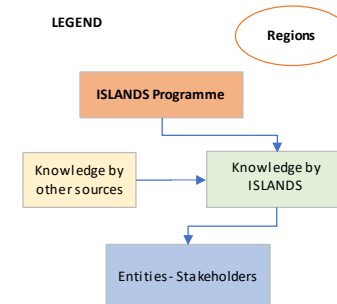 LEGEND
Regions
ISLANDS Programme
Knowledge by
other sources
Knowledge by
ISLANDS
Entities - Stakeholders